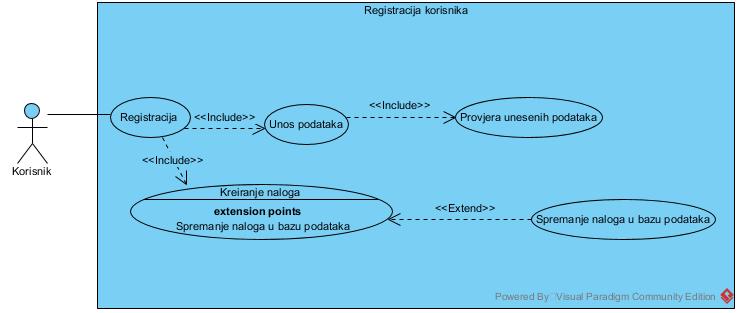 Registracija korisnika
Registracija
<<Include>>
Unos podataka
<<Include>>
Provjera unesenih podataka
Korisnik
<<Include>>
Kreiranje naloga
extension points
Spremanje naloga u bazu podataka
<<Extend>>
Spremanje naloga u bazu podataka
Powered By Visual Paradigm Community Edition